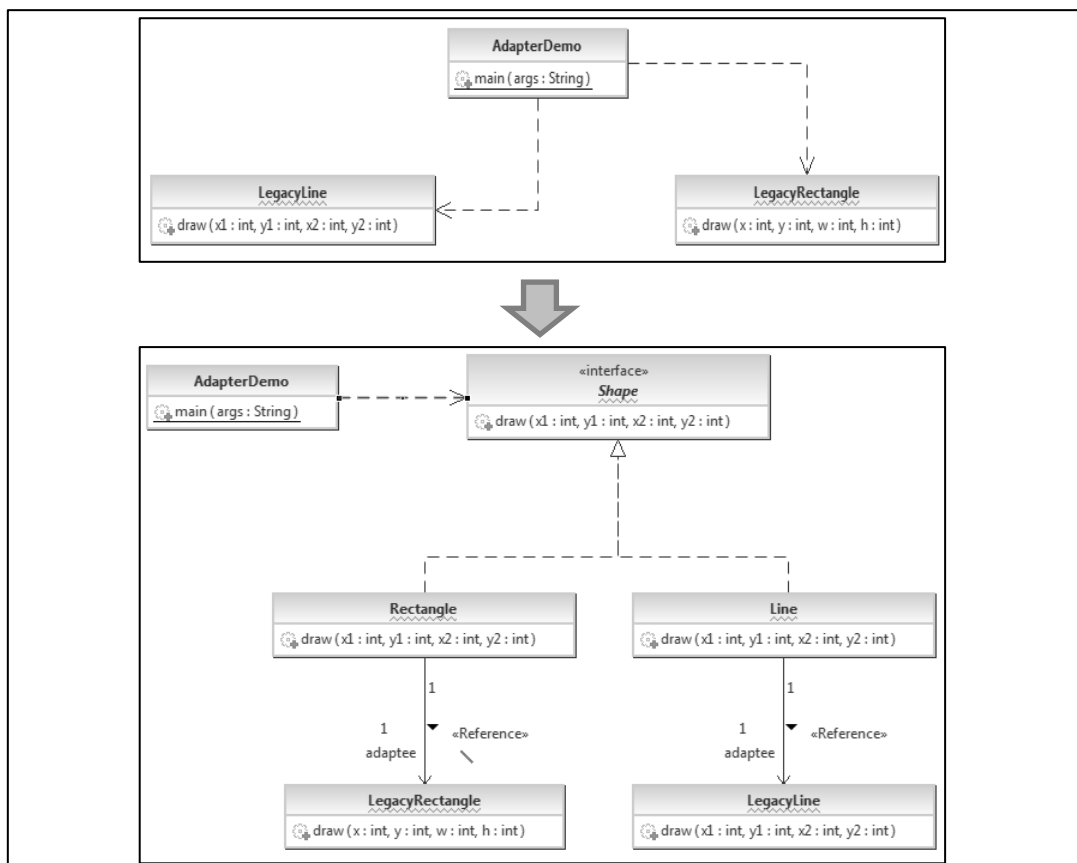 AdapterDemo
main ( args : String )
LegacyLine
draw ( x1 : int, y1 : int, x2 : int, y2 : int )
LegacyRectangle
draw ( x : int, y : int, w : int, h : int )
AdapterDemo
main ( args : String )
«interface»
Shape
draw ( x1 : int, y1 : int, x2 : int, y2 : int )
Rectangle
draw ( x1 : int, y1 : int, x2 : int, y2 : int )
Line
draw ( x1 : int, y1 : int, x2 : int, y2 : int )
1
1
«Reference»
adaptee
1
1
«Reference»
adaptee
LegacyRectangle
draw ( x : int, y : int, w : int, h : int )
LegacyLine
draw ( x1 : int, y1 : int, x2 : int, y2 : int )